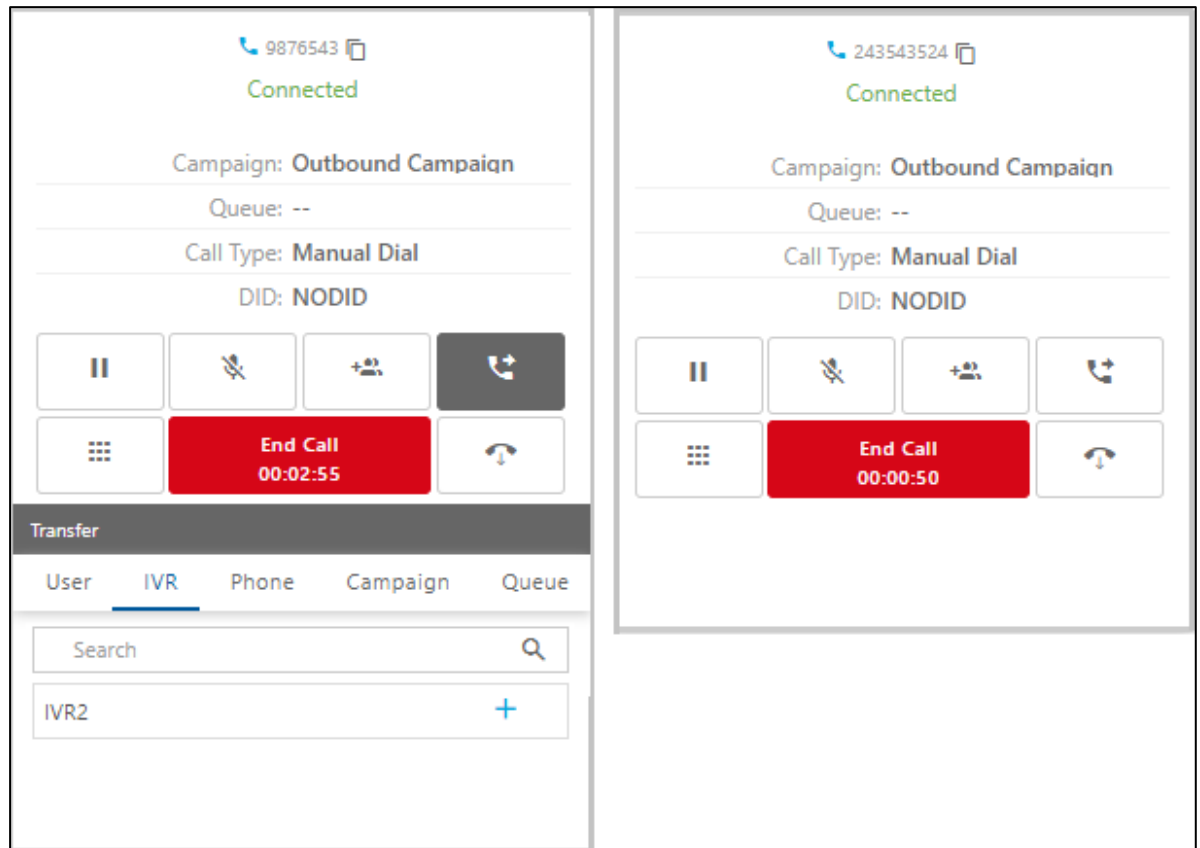 9876543
Connected
Campaign: Outbound Campaign
Queue: --
Call Type: Manual Dial
DID: NODID
End Call
00:02:55
Transfer
User IVR Phone Campaign Queue
Search
IVR2
243543524
Connected
Campaign: Outbound Campaign
Queue: --
Call Type: Manual Dial
DID: NODID
End Call
00:00:50